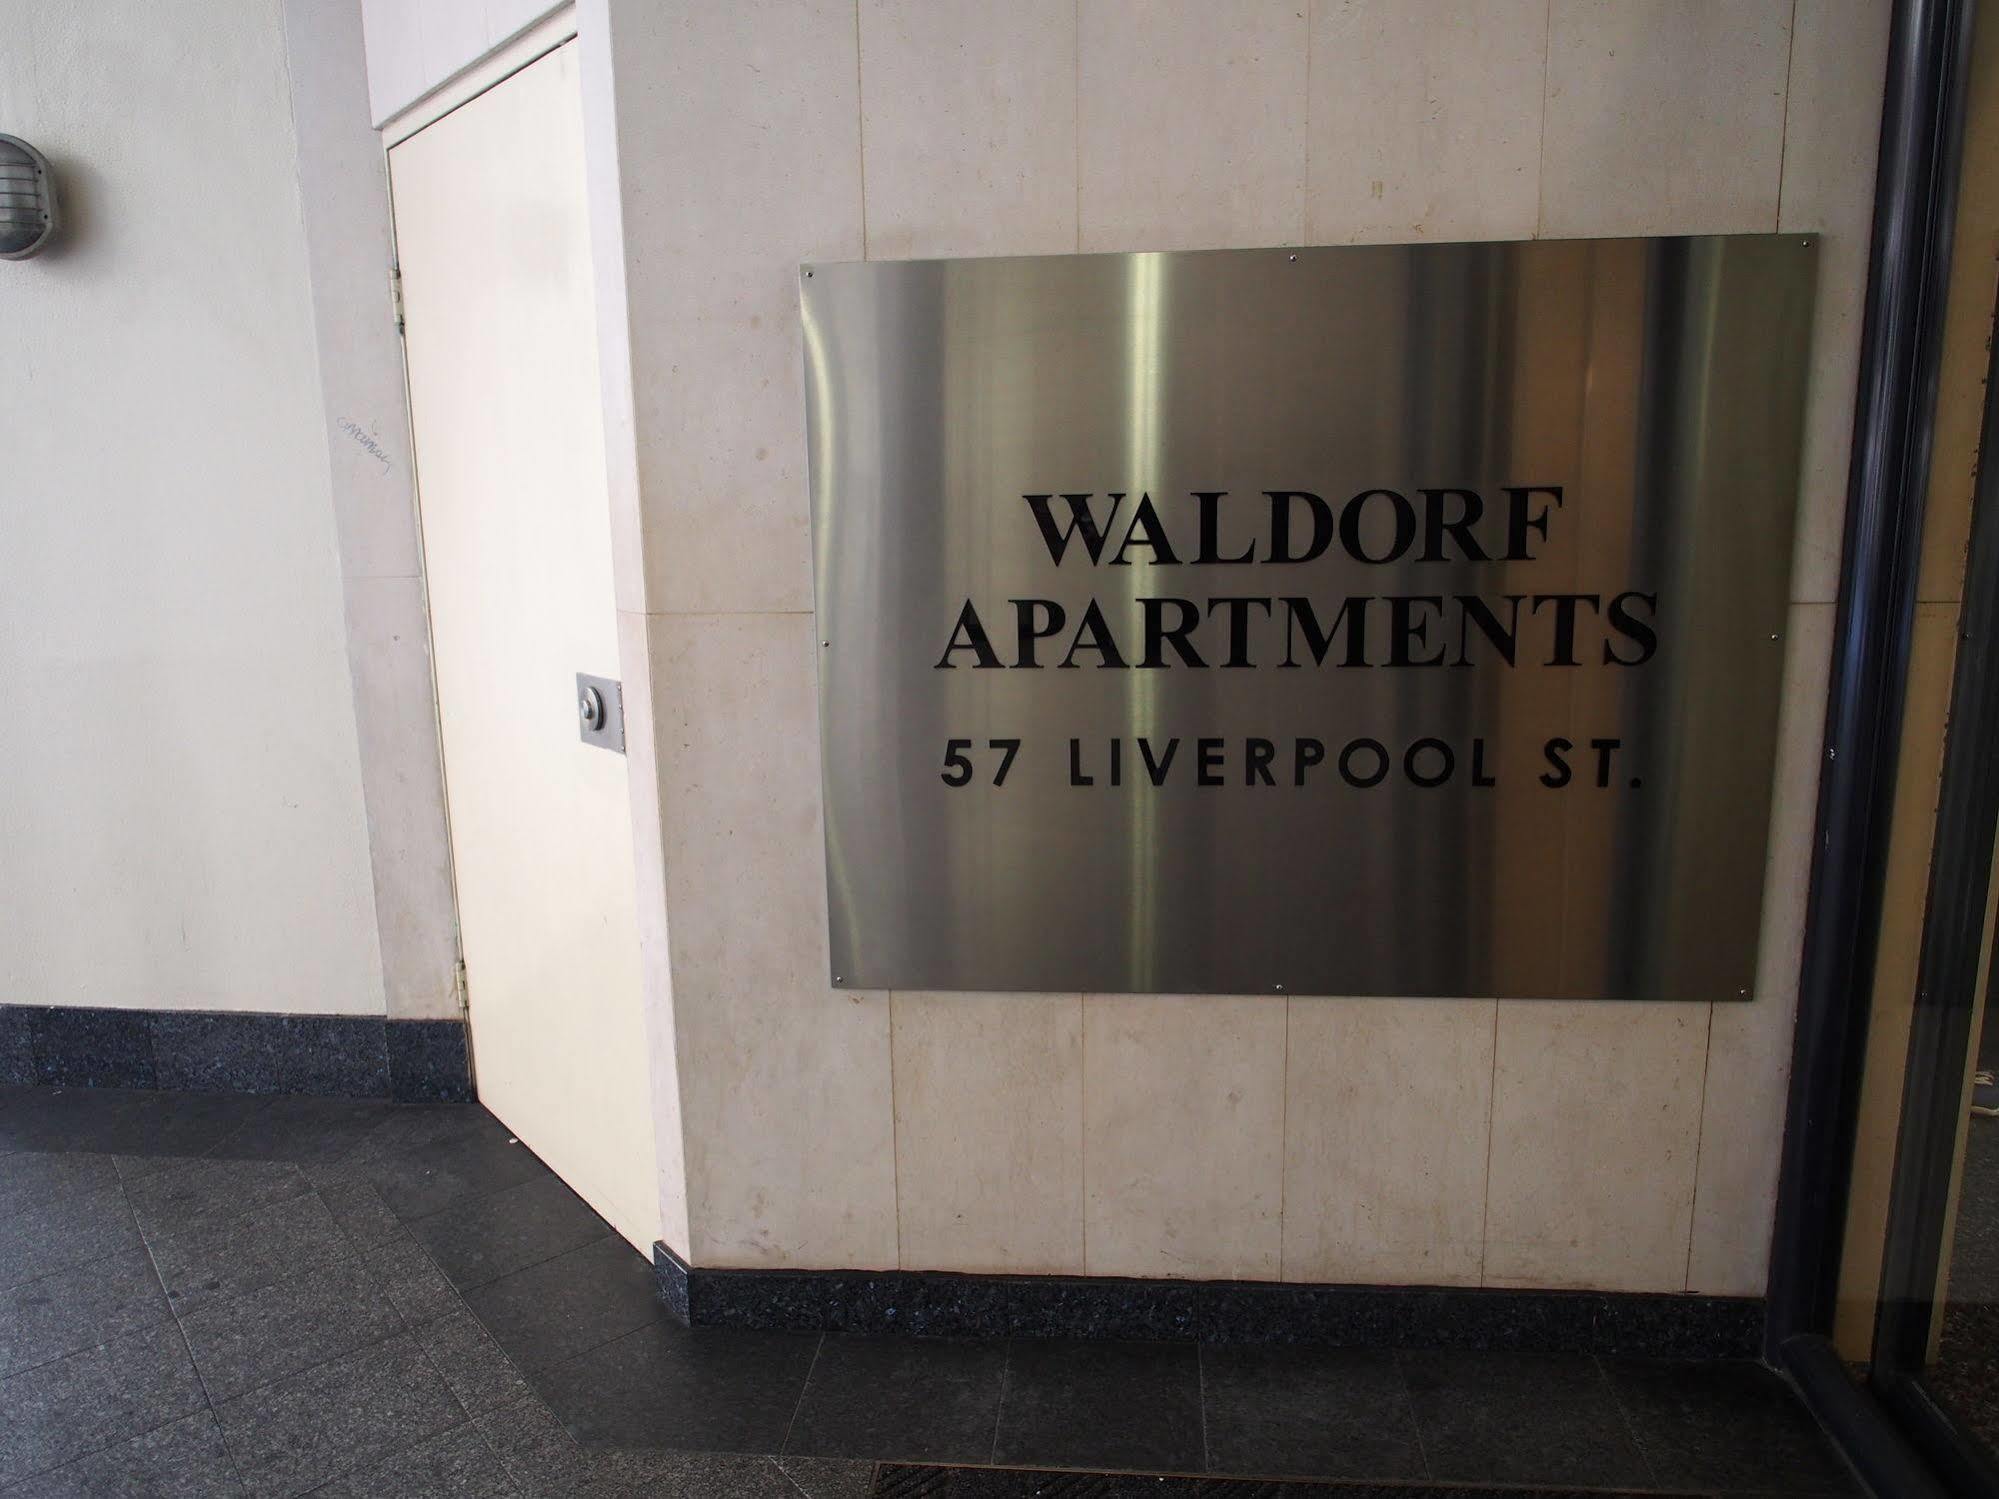 WALDORF
APARTMENTS
57 LIVERPOOL ST.